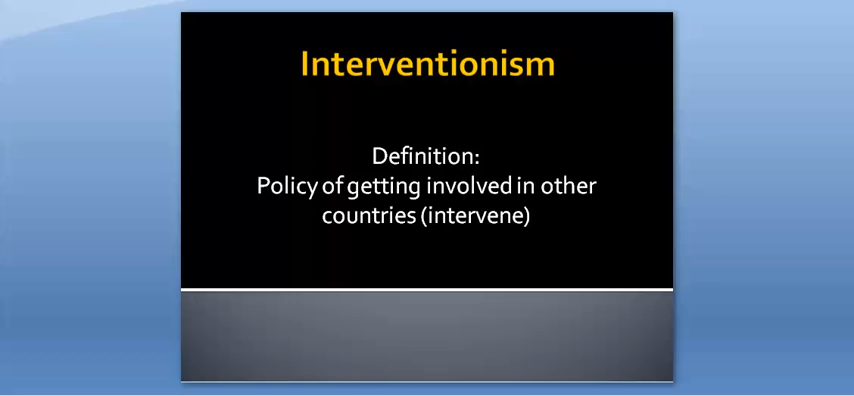 Interventionism
Definition:
Policy of getting involved in other
countries (intervene)